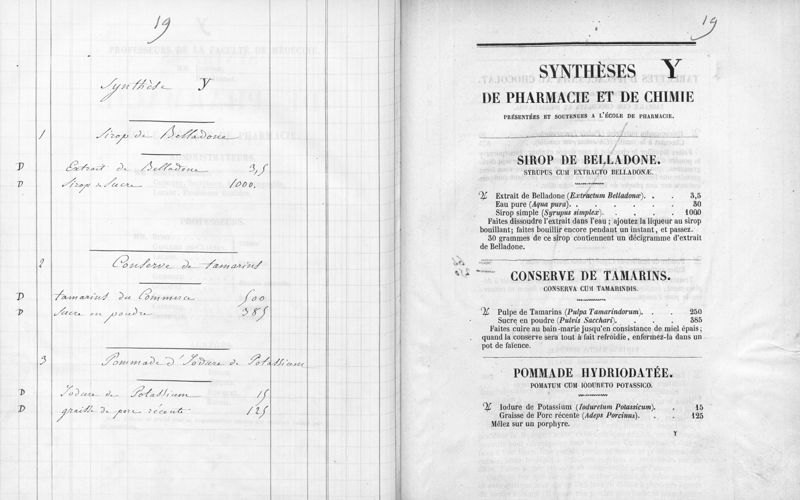 19
Synthèse Y
1 Sirop de Belladone
D Extrait de Belladone 3,5
D Sirop de Sucre 1000.
2 Conserve de tamarins
D tamarins du Commerce 500
D Sucre en poudre 385
3 Pommade d'Iodure de Potassium
D Iodure de Potassium 15
D graisse de porc récente 125
19
SYNTHÈSES Y
DE PHARMACIE ET DE CHIMIE
PRÉSENTÉES ET SOUTENUES A L'ÉCOLE DE PHARMACIE.
SIROP DE BELLADONE.
SYRUPUS CUM EXTRACTO BELLADONÆ.
Extrait de Belladone (Extractum Belladonæ). . . 3,5
Eau pure (Aqua pura). . . . . . . . 30
Sirop simple (Syrupus simplex). . . . . . 1000
Faites dissoudre l'extrait dans l'eau ; ajoutez la liqueur au sirop
bouillant; faites bouillir encore pendant un instant, et passez.
30 grammes de ce sirop contiennent un décigramme d'extrait
de Belladone.
CONSERVE DE TAMARINS.
CONSERVA CUM TAMARINDIS.
Pulpe de Tamarins (Pulpa Tamarindorum). . . . 250
Sucre en poudre (Pulvis Sacchari). . . . . 385
Faites cuire au bain-marie jusqu'en consistance de miel épais ;
quand la conserve sera tout à fait refroidie, enfermez-la dans un
pot de faïence.
POMMADE HYDRIODATÉE.
POMATUM CUM IODURETO POTASSICO.
Iodure de Potassium (Ioduretum Potassicum). . . 15
Graisse de Porc récente (Adeps Porcinus). . . 125
Mêlez sur un porphyre.
Y